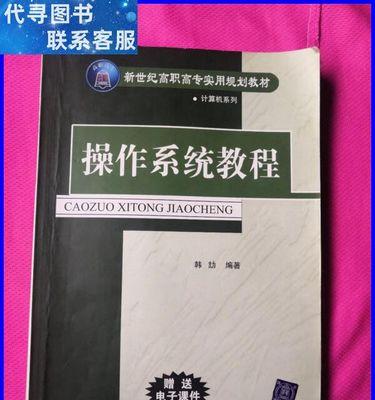 代寻图书
联系客服
新世纪高职高专实用规划教材
●计算机系列
操作系统教程
CAOZUO XITONG JIAOCHENG
韩劼 编著
赠送
电子课件